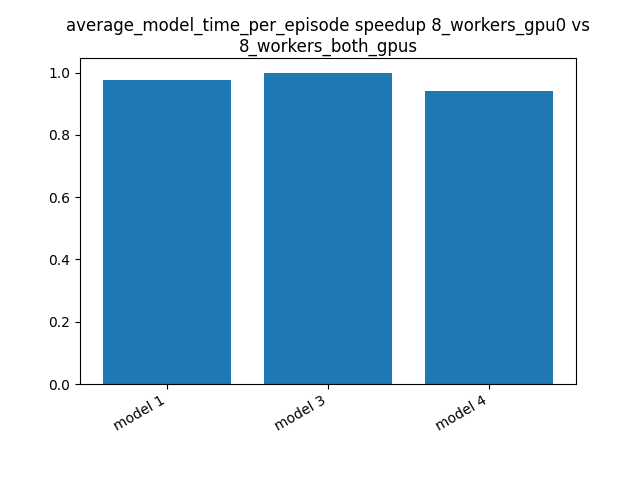 average_model_time_per_episode speedup 8_workers_gpu0 vs
8_workers_both_gpus
1.0
0.8
0.6
0.4
0.2
0.0
model 1
model 3
model 4